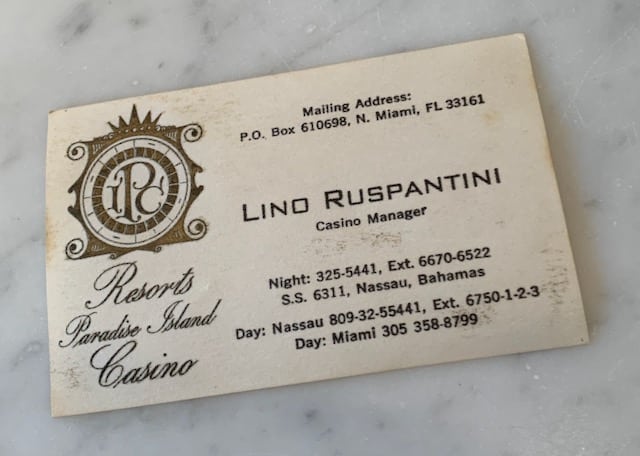 Mailing Address:
P.O. Box 610698, N. Miami, FL 33161
IPC
LINO RUSPANTINI
Casino Manager
Night: 325-5441, Ext. 6670-6522
S.S. 6311, Nassau, Bahamas
Day: Nassau 809-32-55441, Ext. 6750-1-2-3
Day: Miami 305 358-8799
Resorts
Paradise Island
Casino